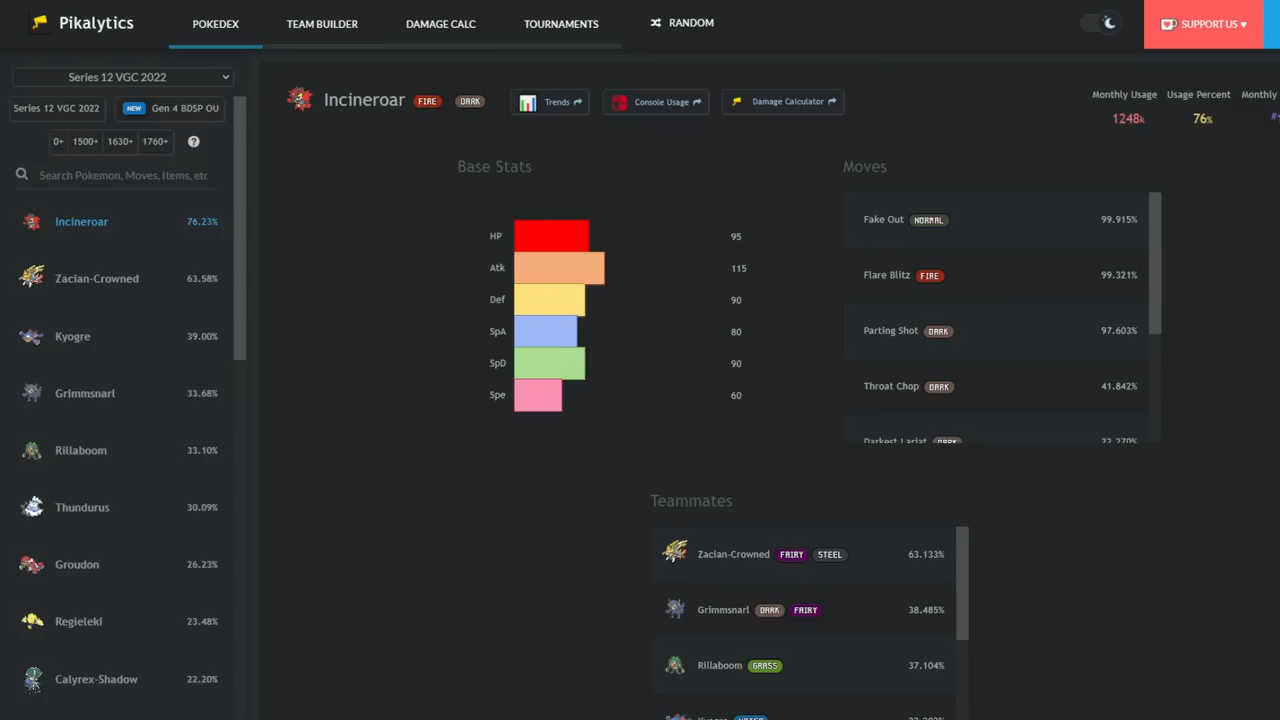 Pikalytics
POKEDEX
TEAM BUILDER
DAMAGE CALC
TOURNAMENTS
RANDOM
SUPPORT US ♥
Series 12 VGC 2022
Series 12 VGC 2022
NEW Gen 4 BDSP OU
0+ 1500+ 1630+ 1760+ ?
Search Pokemon, Moves, Items, etc
Incineroar 76.23%
Zacian-Crowned 63.58%
Kyogre 39.00%
Grimmsnarl 33.68%
Rillaboom 33.10%
Thundurus 30.09%
Groudon 26.23%
Regieleki 23.48%
Calyrex-Shadow 22.20%
Incineroar FIRE DARK
Trends
Console Usage
Damage Calculator
Monthly Usage Usage Percent Monthly
1248k 76% #
Base Stats
HP 95
Atk 115
Def 90
SpA 80
SpD 90
Spe 60
Moves
Fake Out NORMAL 99.915%
Flare Blitz FIRE 99.321%
Parting Shot DARK 97.603%
Throat Chop DARK 41.842%
Darkest Lariat DARK 22.270%
Teammates
Zacian-Crowned FAIRY STEEL 63.133%
Grimmsnarl DARK FAIRY 38.485%
Rillaboom GRASS 37.104%